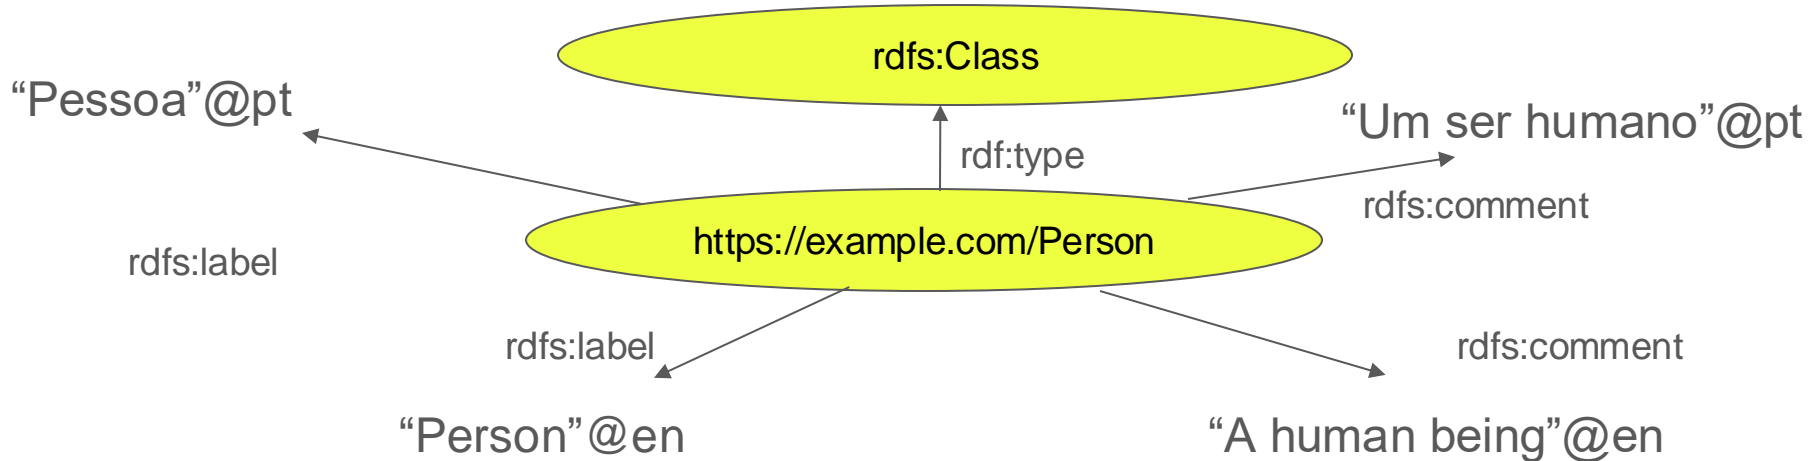 rdfs:Class
“Pessoa”@pt
“Um ser humano”@pt
rdf:type
rdfs:comment
https://example.com/Person
rdfs:label
rdfs:label
rdfs:comment
“Person”@en
“A human being”@en